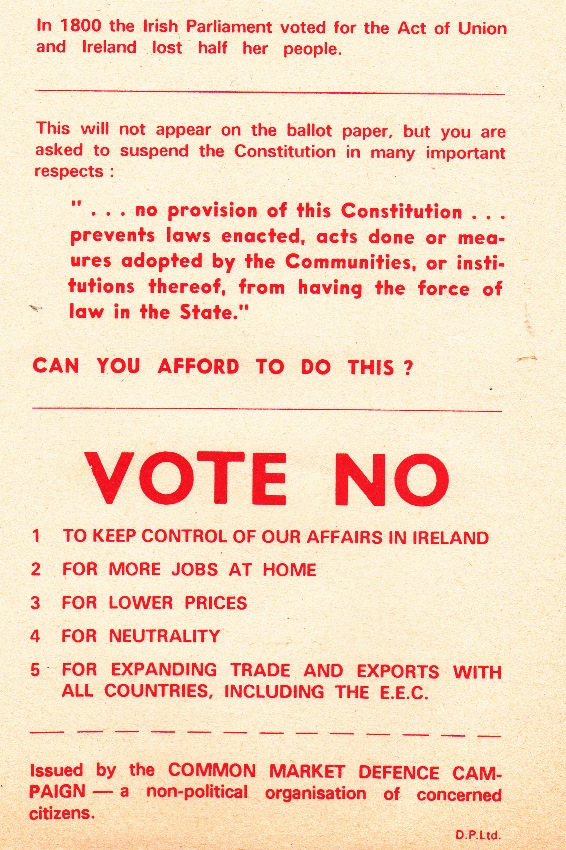 In 1800 the Irish Parliament voted for the Act of Union
and Ireland lost half her people.
This will not appear on the ballot paper, but you are
asked to suspend the Constitution in many important
respects :
" . . . no provision of this Constitution . . .
prevents laws enacted, acts done or mea-
ures adopted by the Communities, or insti-
tutions thereof, from having the force of
law in the State."
CAN YOU AFFORD TO DO THIS ?
VOTE NO
1 TO KEEP CONTROL OF OUR AFFAIRS IN IRELAND
2 FOR MORE JOBS AT HOME
3 FOR LOWER PRICES
4 FOR NEUTRALITY
5 FOR EXPANDING TRADE AND EXPORTS WITH
ALL COUNTRIES, INCLUDING THE E.E.C.
Issued by the COMMON MARKET DEFENCE CAM-
PAIGN — a non-political organisation of concerned
citizens.
D.P.Ltd.